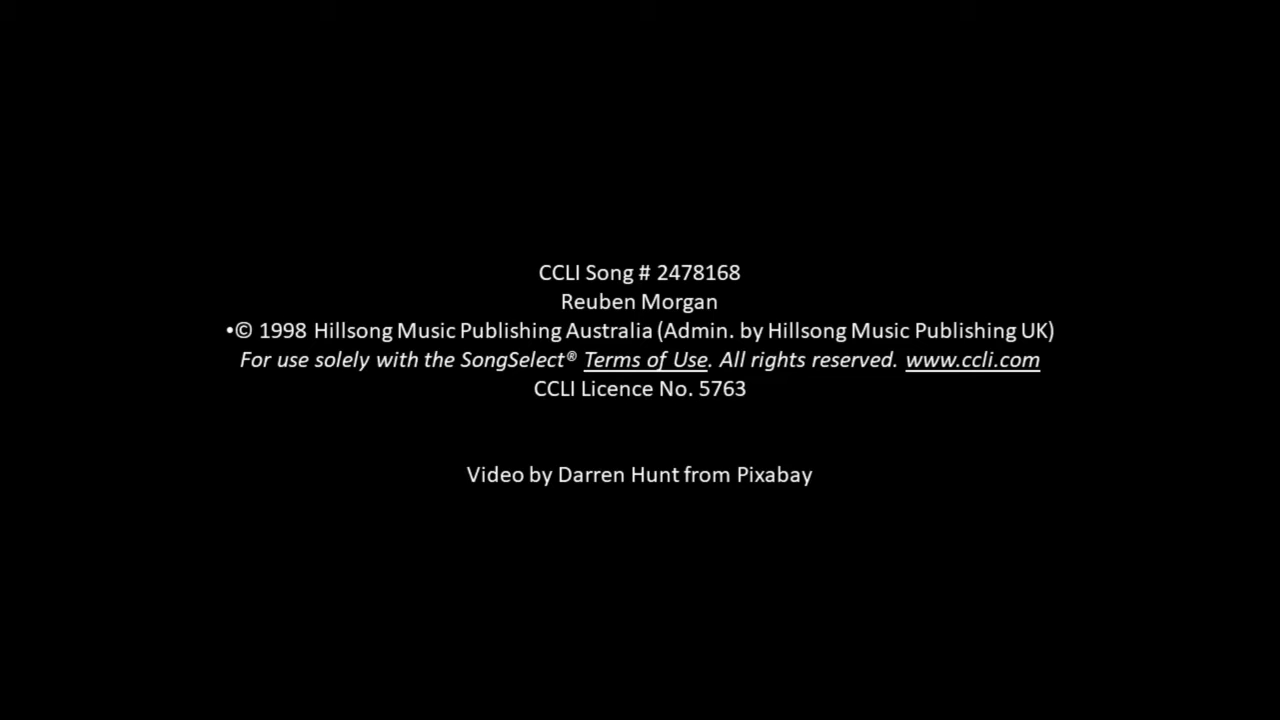 CCLI Song # 2478168
Reuben Morgan
•© 1998 Hillsong Music Publishing Australia (Admin. by Hillsong Music Publishing UK)
For use solely with the SongSelect® Terms of Use. All rights reserved. www.ccli.com
CCLI Licence No. 5763
Video by Darren Hunt from Pixabay